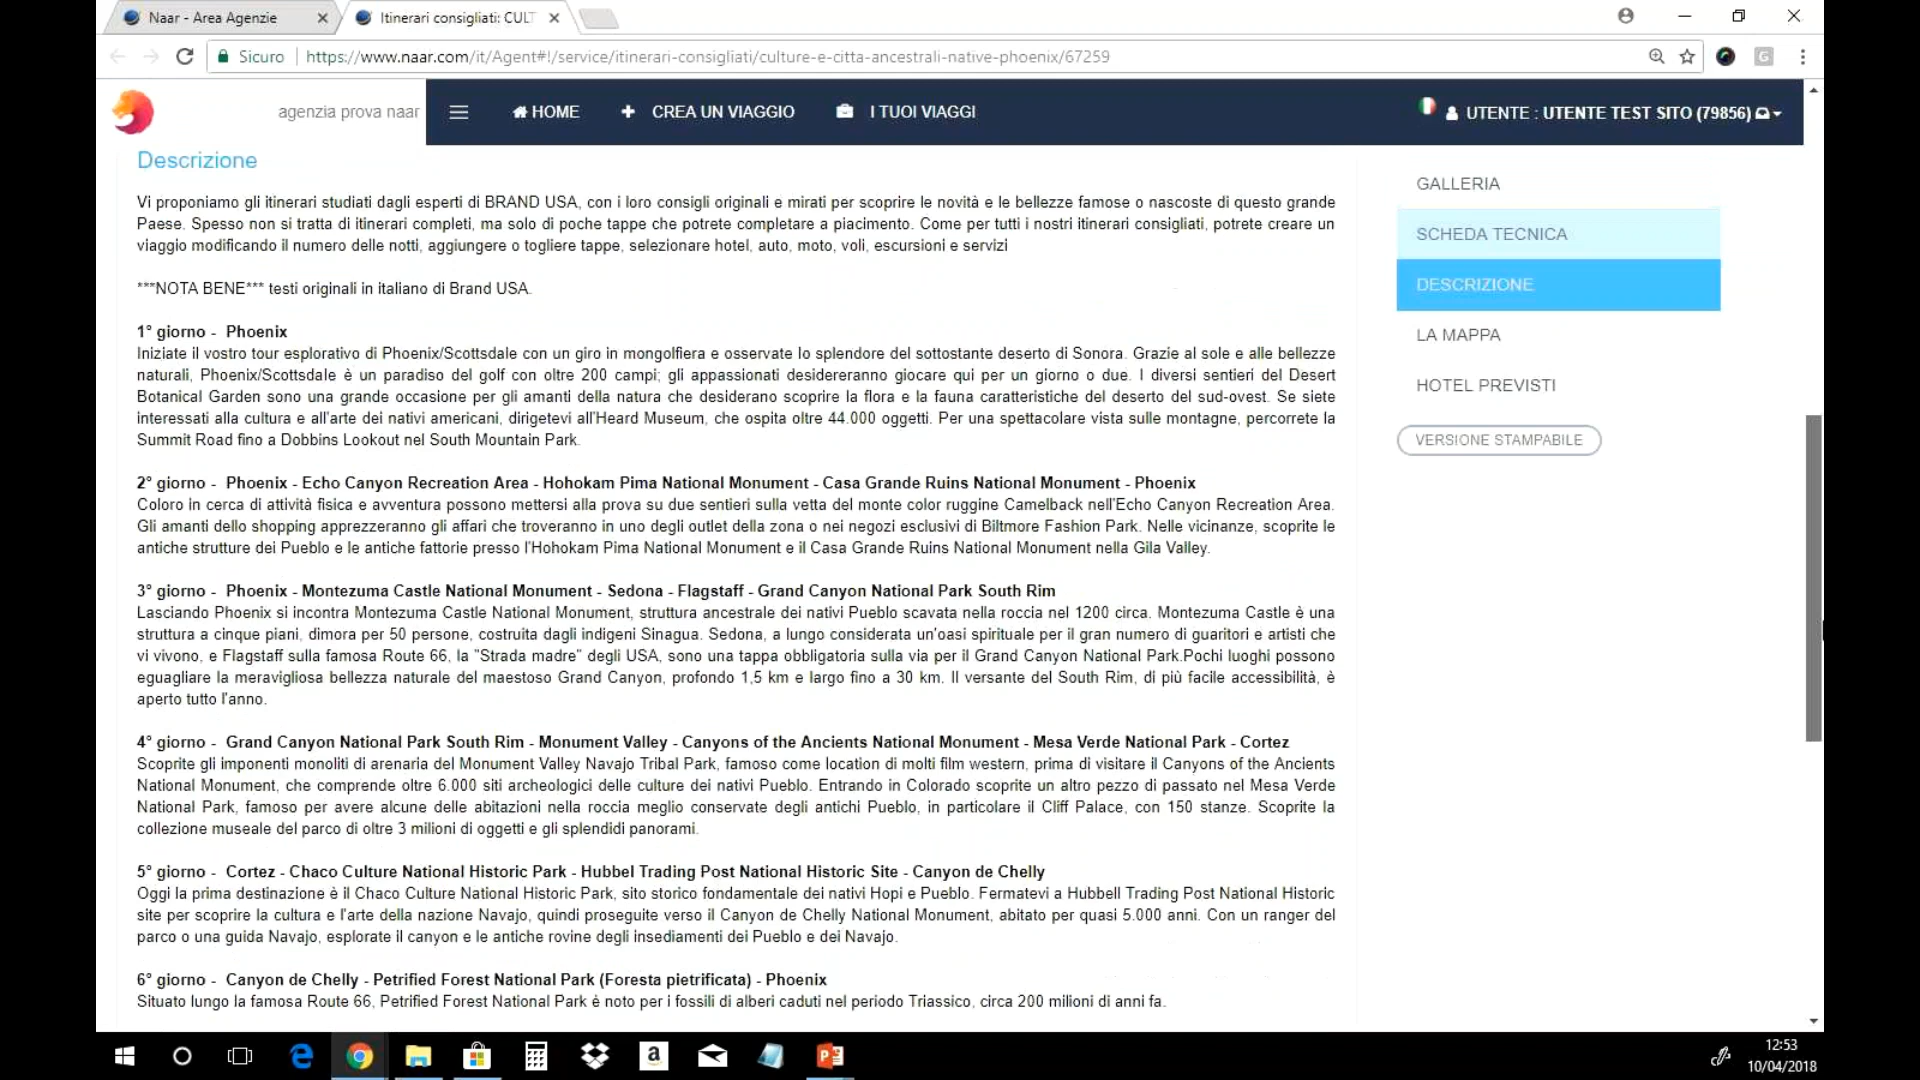 Naar - Area Agenzie
Itinerari consigliati: CULT
Sicuro
https://www.naar.com/it/Agent#!/service/itinerari-consigliati/culture-e-citta-ancestrali-native-phoenix/67259
agenzia prova naar
HOME
CREA UN VIAGGIO
I TUOI VIAGGI
UTENTE : UTENTE TEST SITO (79856)
Descrizione
Vi proponiamo gli itinerari studiati dagli esperti di BRAND USA, con i loro consigli originali e mirati per scoprire le novità e le bellezze famose o nascoste di questo grande
Paese. Spesso non si tratta di itinerari completi, ma solo di poche tappe che potrete completare a piacimento. Come per tutti i nostri itinerari consigliati, potrete creare un
viaggio modificando il numero delle notti, aggiungere o togliere tappe, selezionare hotel, auto, moto, voli, escursioni e servizi
***NOTA BENE*** testi originali in italiano di Brand USA.
1° giorno - Phoenix
Iniziate il vostro tour esplorativo di Phoenix/Scottsdale con un giro in mongolfiera e osservate lo splendore del sottostante deserto di Sonora. Grazie al sole e alle bellezze
naturali, Phoenix/Scottsdale è un paradiso del golf con oltre 200 campi; gli appassionati desidereranno giocare qui per un giorno o due. I diversi sentieri del Desert
Botanical Garden sono una grande occasione per gli amanti della natura che desiderano scoprire la flora e la fauna caratteristiche del deserto del sud-ovest. Se siete
interessati alla cultura e all'arte dei nativi americani, dirigetevi all'Heard Museum, che ospita oltre 44.000 oggetti. Per una spettacolare vista sulle montagne, percorrete la
Summit Road fino a Dobbins Lookout nel South Mountain Park.
2° giorno - Phoenix - Echo Canyon Recreation Area - Hohokam Pima National Monument - Casa Grande Ruins National Monument - Phoenix
Coloro in cerca di attività fisica e avventura possono mettersi alla prova su due sentieri sulla vetta del monte color ruggine Camelback nell'Echo Canyon Recreation Area.
Gli amanti dello shopping apprezzeranno gli affari che troveranno in uno degli outlet della zona o nei negozi esclusivi di Biltmore Fashion Park. Nelle vicinanze, scoprite le
antiche strutture dei Pueblo e le antiche fattorie presso l'Hohokam Pima National Monument e il Casa Grande Ruins National Monument nella Gila Valley.
3° giorno - Phoenix - Montezuma Castle National Monument - Sedona - Flagstaff - Grand Canyon National Park South Rim
Lasciando Phoenix si incontra Montezuma Castle National Monument, struttura ancestrale dei nativi Pueblo scavata nella roccia nel 1200 circa. Montezuma Castle è una
struttura a cinque piani, dimora per 50 persone, costruita dagli indigeni Sinagua. Sedona, a lungo considerata un'oasi spirituale per il gran numero di guaritori e artisti che
vi vivono, e Flagstaff sulla famosa Route 66, la "Strada madre" degli USA, sono una tappa obbligatoria sulla via per il Grand Canyon National Park.Pochi luoghi possono
eguagliare la meravigliosa bellezza naturale del maestoso Grand Canyon, profondo 1,5 km e largo fino a 30 km. Il versante del South Rim, di più facile accessibilità, è
aperto tutto l'anno.
4° giorno - Grand Canyon National Park South Rim - Monument Valley - Canyons of the Ancients National Monument - Mesa Verde National Park - Cortez
Scoprite gli imponenti monoliti di arenaria del Monument Valley Navajo Tribal Park, famoso come location di molti film western, prima di visitare il Canyons of the Ancients
National Monument, che comprende oltre 6.000 siti archeologici delle culture dei nativi Pueblo. Entrando in Colorado scoprite un altro pezzo di passato nel Mesa Verde
National Park, famoso per avere alcune delle abitazioni nella roccia meglio conservate degli antichi Pueblo, in particolare il Cliff Palace, con 150 stanze. Scoprite la
collezione museale del parco di oltre 3 milioni di oggetti e gli splendidi panorami.
5° giorno - Cortez - Chaco Culture National Historic Park - Hubbel Trading Post National Historic Site - Canyon de Chelly
Oggi la prima destinazione è il Chaco Culture National Historic Park, sito storico fondamentale dei nativi Hopi e Pueblo. Fermatevi a Hubbell Trading Post National Historic
site per scoprire la cultura e l'arte della nazione Navajo, quindi proseguite verso il Canyon de Chelly National Monument, abitato per quasi 5.000 anni. Con un ranger del
parco o una guida Navajo, esplorate il canyon e le antiche rovine degli insediamenti dei Pueblo e dei Navajo.
6° giorno - Canyon de Chelly - Petrified Forest National Park (Foresta pietrificata) - Phoenix
Situato lungo la famosa Route 66, Petrified Forest National Park è noto per i fossili di alberi caduti nel periodo Triassico, circa 200 milioni di anni fa.
GALLERIA
SCHEDA TECNICA
DESCRIZIONE
LA MAPPA
HOTEL PREVISTI
VERSIONE STAMPABILE
12:53
10/04/2018